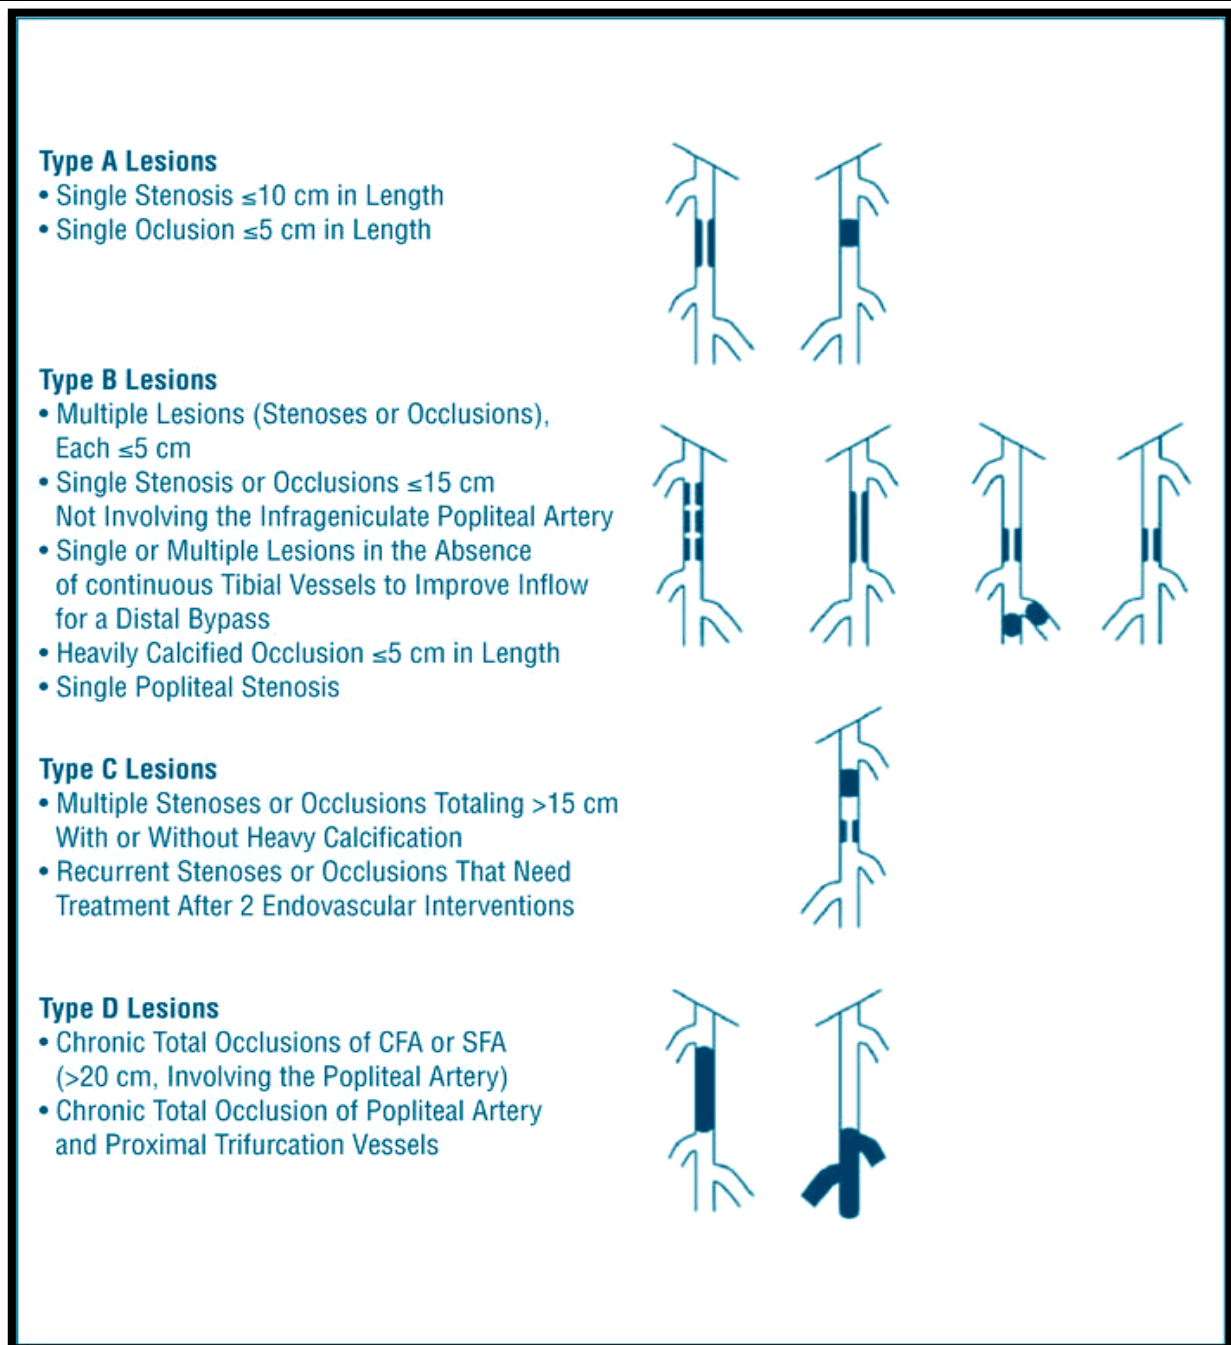 Type A Lesions
• Single Stenosis ≤10 cm in Length
• Single Oclusion ≤5 cm in Length
Type B Lesions
• Multiple Lesions (Stenoses or Occlusions),
Each ≤5 cm
• Single Stenosis or Occlusions ≤15 cm
Not Involving the Infrageniculate Popliteal Artery
• Single or Multiple Lesions in the Absence
of continuous Tibial Vessels to Improve Inflow
for a Distal Bypass
• Heavily Calcified Occlusion ≤5 cm in Length
• Single Popliteal Stenosis
Type C Lesions
• Multiple Stenoses or Occlusions Totaling >15 cm
With or Without Heavy Calcification
• Recurrent Stenoses or Occlusions That Need
Treatment After 2 Endovascular Interventions
Type D Lesions
• Chronic Total Occlusions of CFA or SFA
(>20 cm, Involving the Popliteal Artery)
• Chronic Total Occlusion of Popliteal Artery
and Proximal Trifurcation Vessels